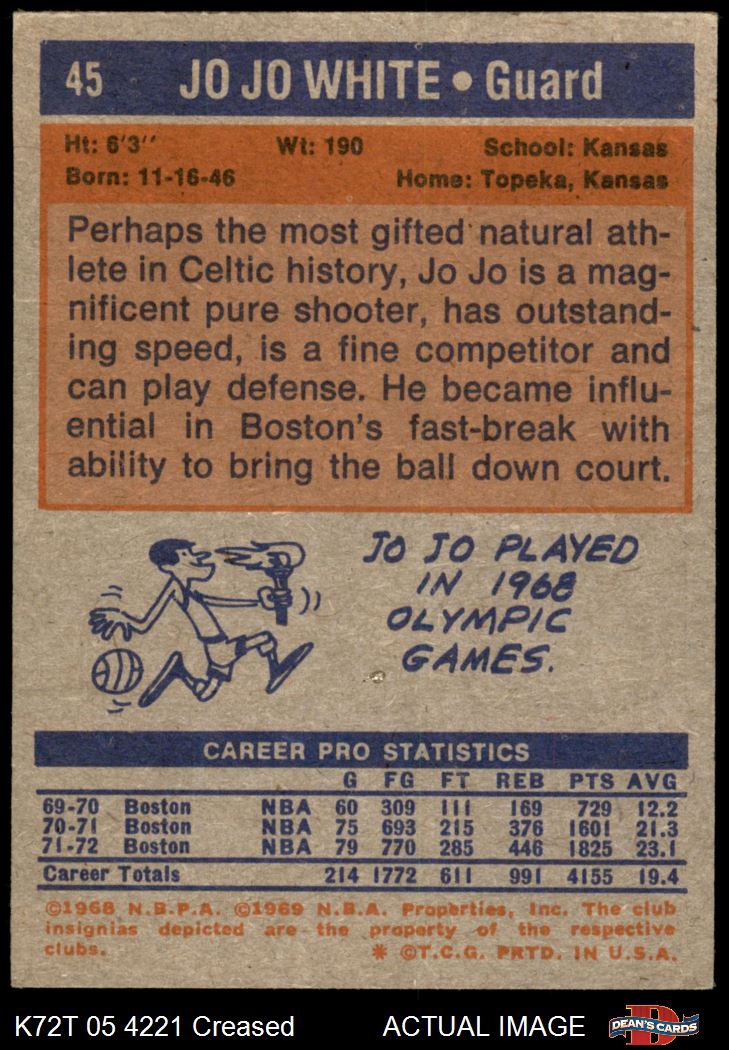 45 JO JO WHITE • Guard
Ht: 6'3'' Wt: 190 School: Kansas
Born: 11-16-46 Home: Topeka, Kansas
Perhaps the most gifted natural ath-
lete in Celtic history, Jo Jo is a mag-
nificent pure shooter, has outstand-
ing speed, is a fine competitor and
can play defense. He became influ-
ential in Boston's fast-break with
ability to bring the ball down court.
JO JO PLAYED
IN 1968
OLYMPIC
GAMES.
CAREER PRO STATISTICS
G FG FT REB PTS AVG
69-70 Boston NBA 60 309 111 169 729 12.2
70-71 Boston NBA 75 693 215 376 1601 21.3
71-72 Boston NBA 79 770 285 446 1825 23.1
Career Totals 214 1772 611 991 4155 19.4
©1968 N.B.P.A. ©1969 N.B.A. Properties, Inc. The club
insignias depicted are the property of the respective
clubs. * ©T.C.G. PRTD. IN U.S.A.
K72T 05 4221 Creased ACTUAL IMAGE DEAN'S CARDS